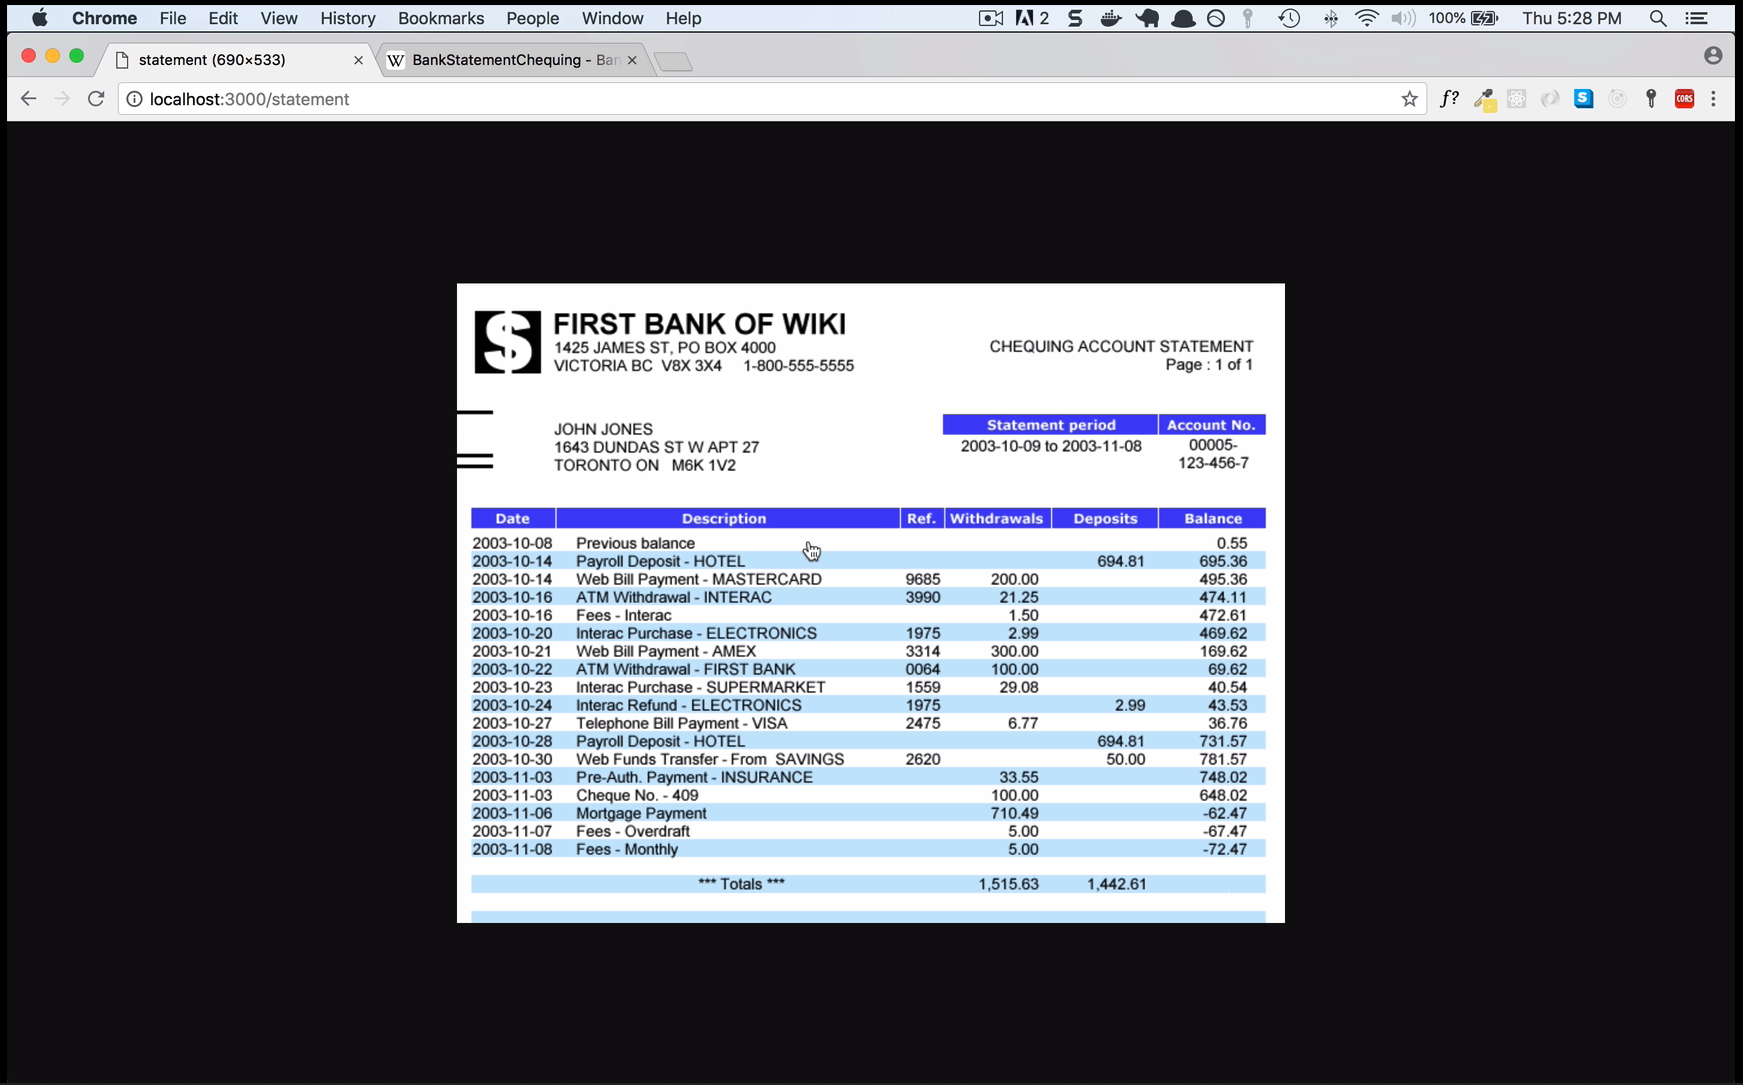 Chrome File Edit View History Bookmarks People Window Help 2 100% Thu 5:28 PM
statement (690×533) BankStatementChequing - Ban
localhost:3000/statement f? S CORS
$ FIRST BANK OF WIKI
1425 JAMES ST, PO BOX 4000
VICTORIA BC V8X 3X4 1-800-555-5555
CHEQUING ACCOUNT STATEMENT
Page : 1 of 1
JOHN JONES
1643 DUNDAS ST W APT 27
TORONTO ON M6K 1V2
Statement period Account No.
2003-10-09 to 2003-11-08 00005-
123-456-7
Date Description Ref. Withdrawals Deposits Balance
2003-10-08 Previous balance 0.55
2003-10-14 Payroll Deposit - HOTEL 694.81 695.36
2003-10-14 Web Bill Payment - MASTERCARD 9685 200.00 495.36
2003-10-16 ATM Withdrawal - INTERAC 3990 21.25 474.11
2003-10-16 Fees - Interac 1.50 472.61
2003-10-20 Interac Purchase - ELECTRONICS 1975 2.99 469.62
2003-10-21 Web Bill Payment - AMEX 3314 300.00 169.62
2003-10-22 ATM Withdrawal - FIRST BANK 0064 100.00 69.62
2003-10-23 Interac Purchase - SUPERMARKET 1559 29.08 40.54
2003-10-24 Interac Refund - ELECTRONICS 1975 2.99 43.53
2003-10-27 Telephone Bill Payment - VISA 2475 6.77 36.76
2003-10-28 Payroll Deposit - HOTEL 694.81 731.57
2003-10-30 Web Funds Transfer - From SAVINGS 2620 50.00 781.57
2003-11-03 Pre-Auth. Payment - INSURANCE 33.55 748.02
2003-11-03 Cheque No. - 409 100.00 648.02
2003-11-06 Mortgage Payment 710.49 -62.47
2003-11-07 Fees - Overdraft 5.00 -67.47
2003-11-08 Fees - Monthly 5.00 -72.47
*** Totals *** 1,515.63 1,442.61